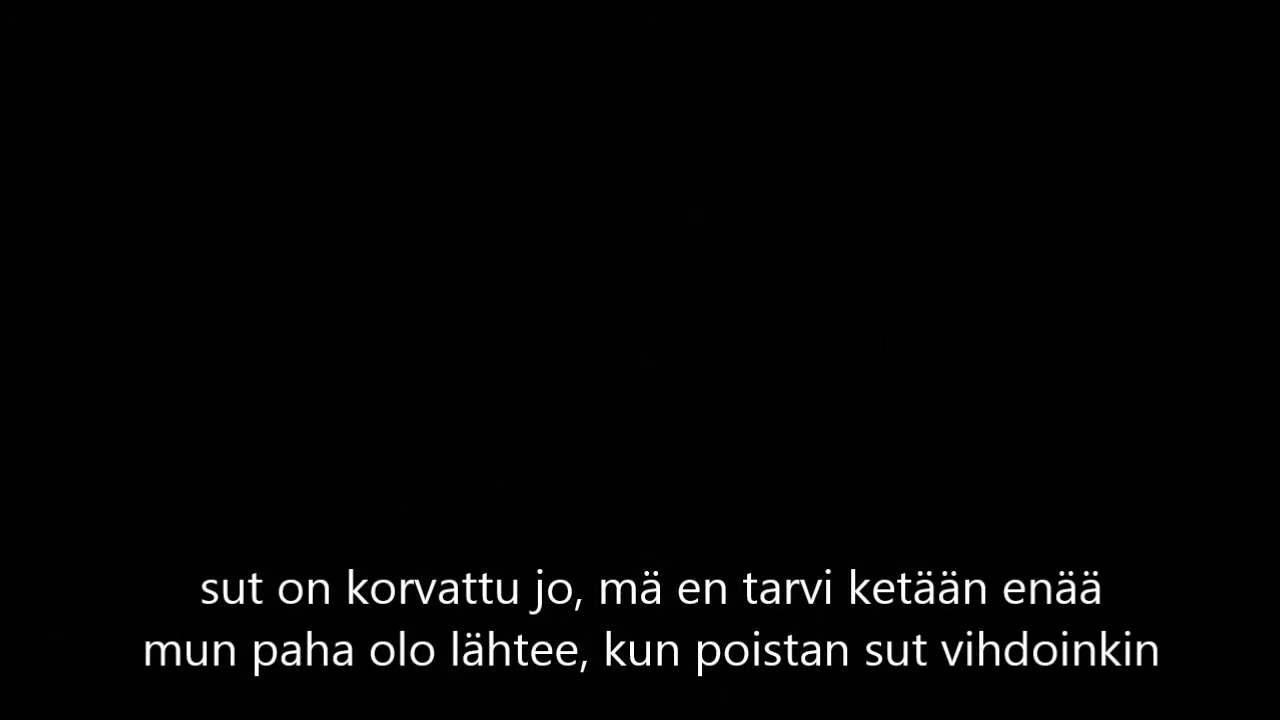 sut on korvattu jo, mä en tarvi ketään enää
mun paha olo lähtee, kun poistan sut vihdoinkin